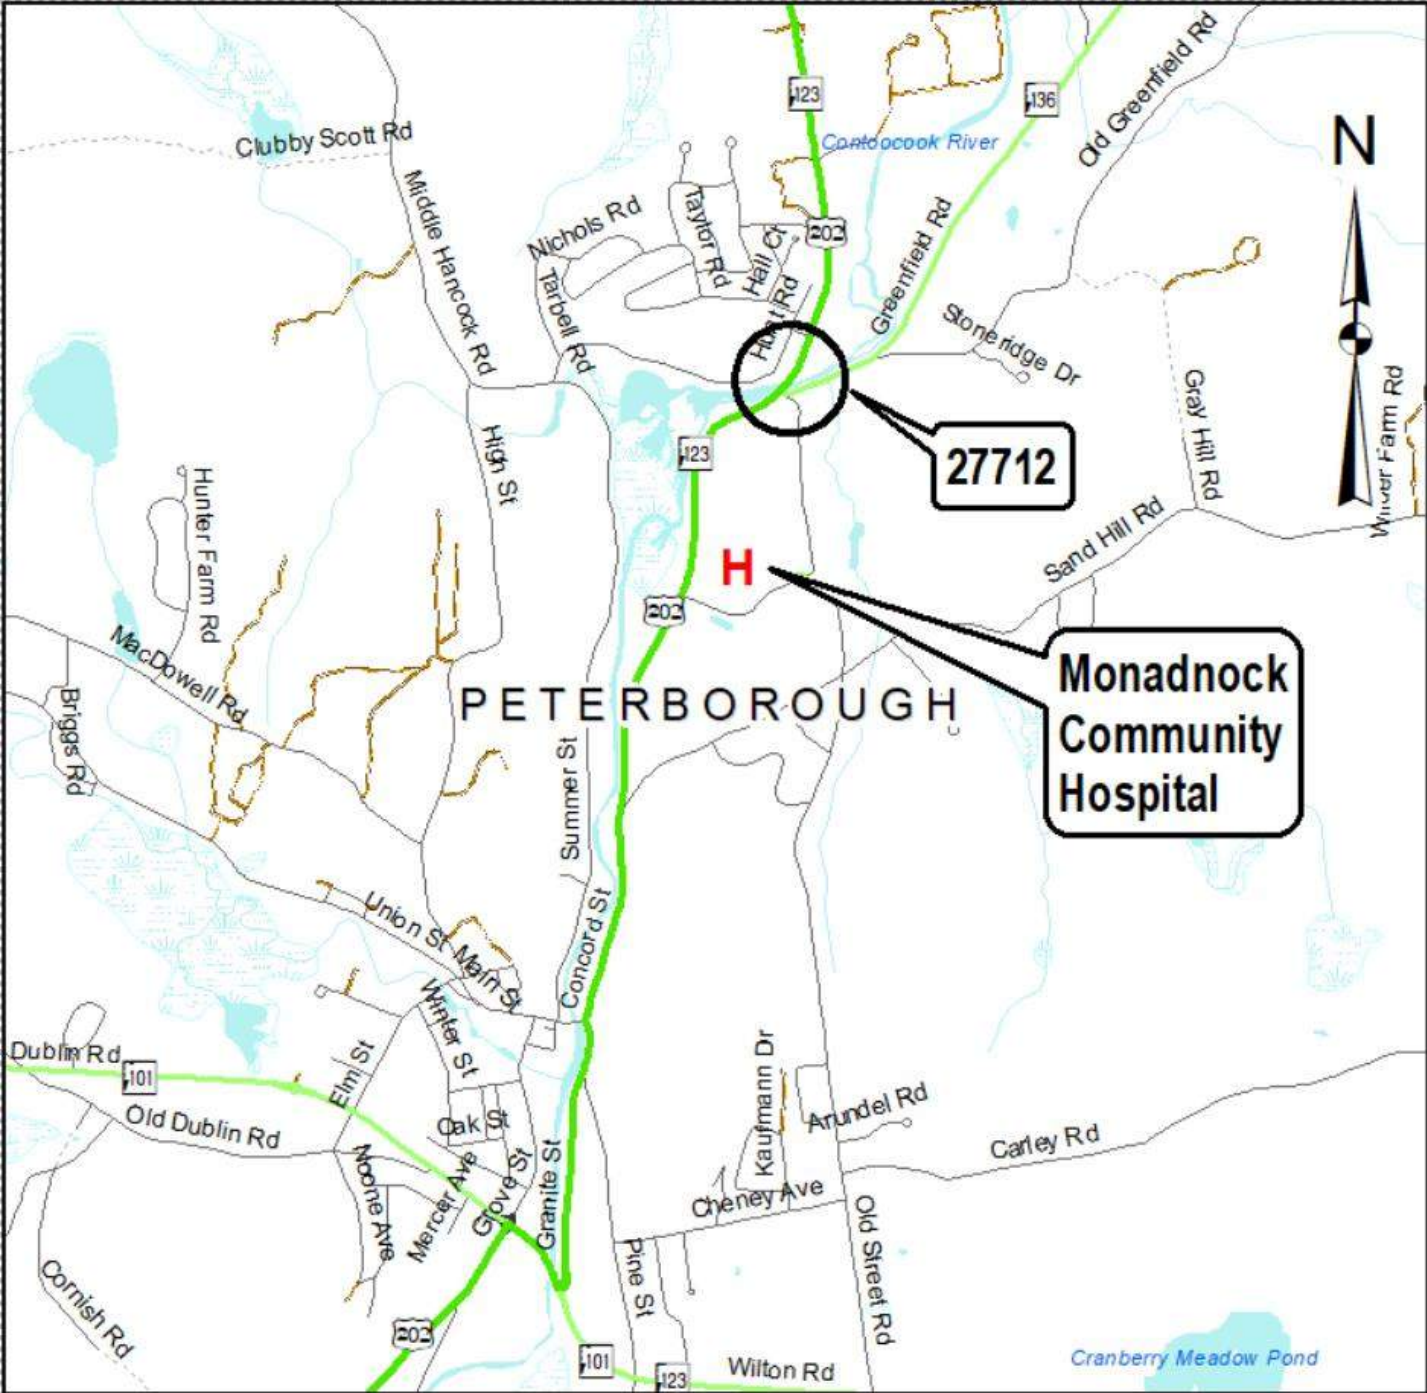 123
136
Old Greenfield Rd
N
Clubby Scott Rd
Contoocook River
Middle Hancock Rd
Nichols Rd
Taylor Rd
Hall Ct
202
Greenfield Rd
Tarbell Rd
Hunt Rd
Stoneridge Dr
Gray Hill Rd
Wilder Farm Rd
High St
123
27712
Hunter Farm Rd
Sand Hill Rd
H
202
MacDowell Rd
Briggs Rd
PETERBOROUGH
Monadnock
Community
Hospital
Summer St
Union St
Main St
Concord St
Winter St
Dublin Rd
101
Elm St
Old Dublin Rd
Oak St
Kaufmann Dr
Arundel Rd
Carley Rd
Noone Ave
Mercer Ave
Grove St
Granite St
Cheney Ave
Old Street Rd
Pine St
Cornish Rd
202
101
123
Wilton Rd
Cranberry Meadow Pond